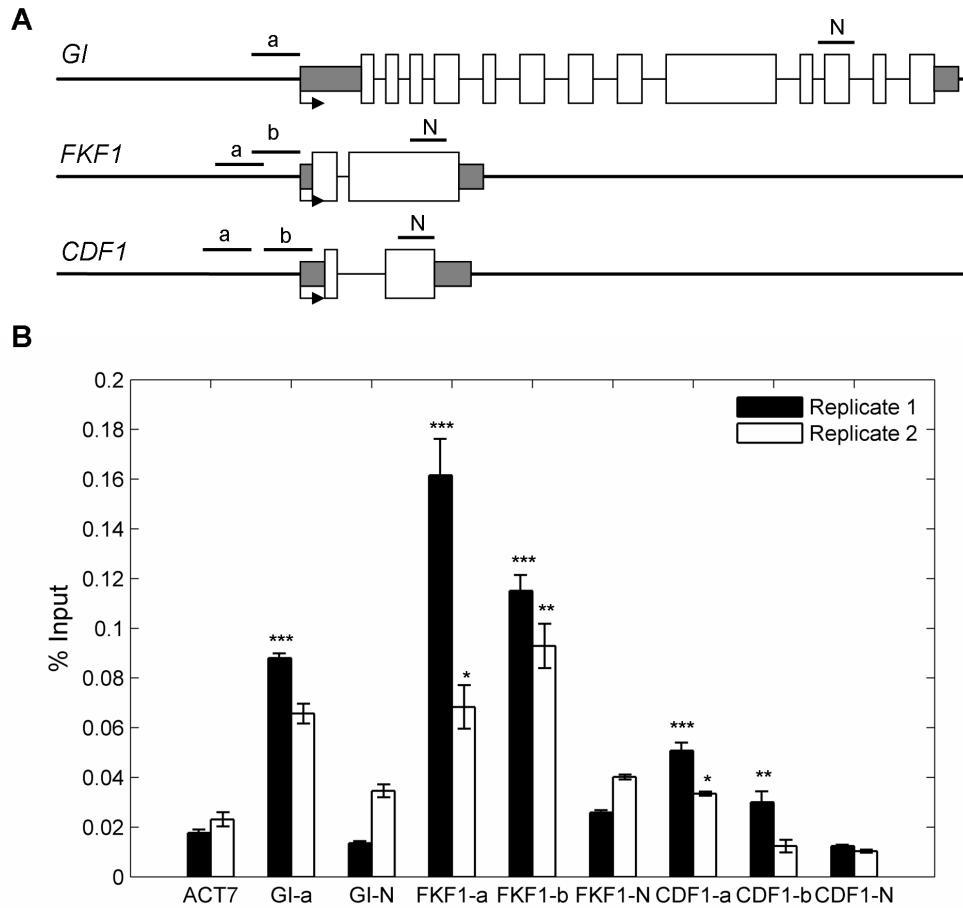 A
GI
a
N
FKF1
a
b
N
CDF1
a
b
N
B
% Input
0.2
0.18
0.16
0.14
0.12
0.1
0.08
0.06
0.04
0.02
0
Replicate 1
Replicate 2
***
***
*
***
**
***
*
**
ACT7 GI-a GI-N FKF1-a FKF1-b FKF1-N CDF1-a CDF1-b CDF1-N